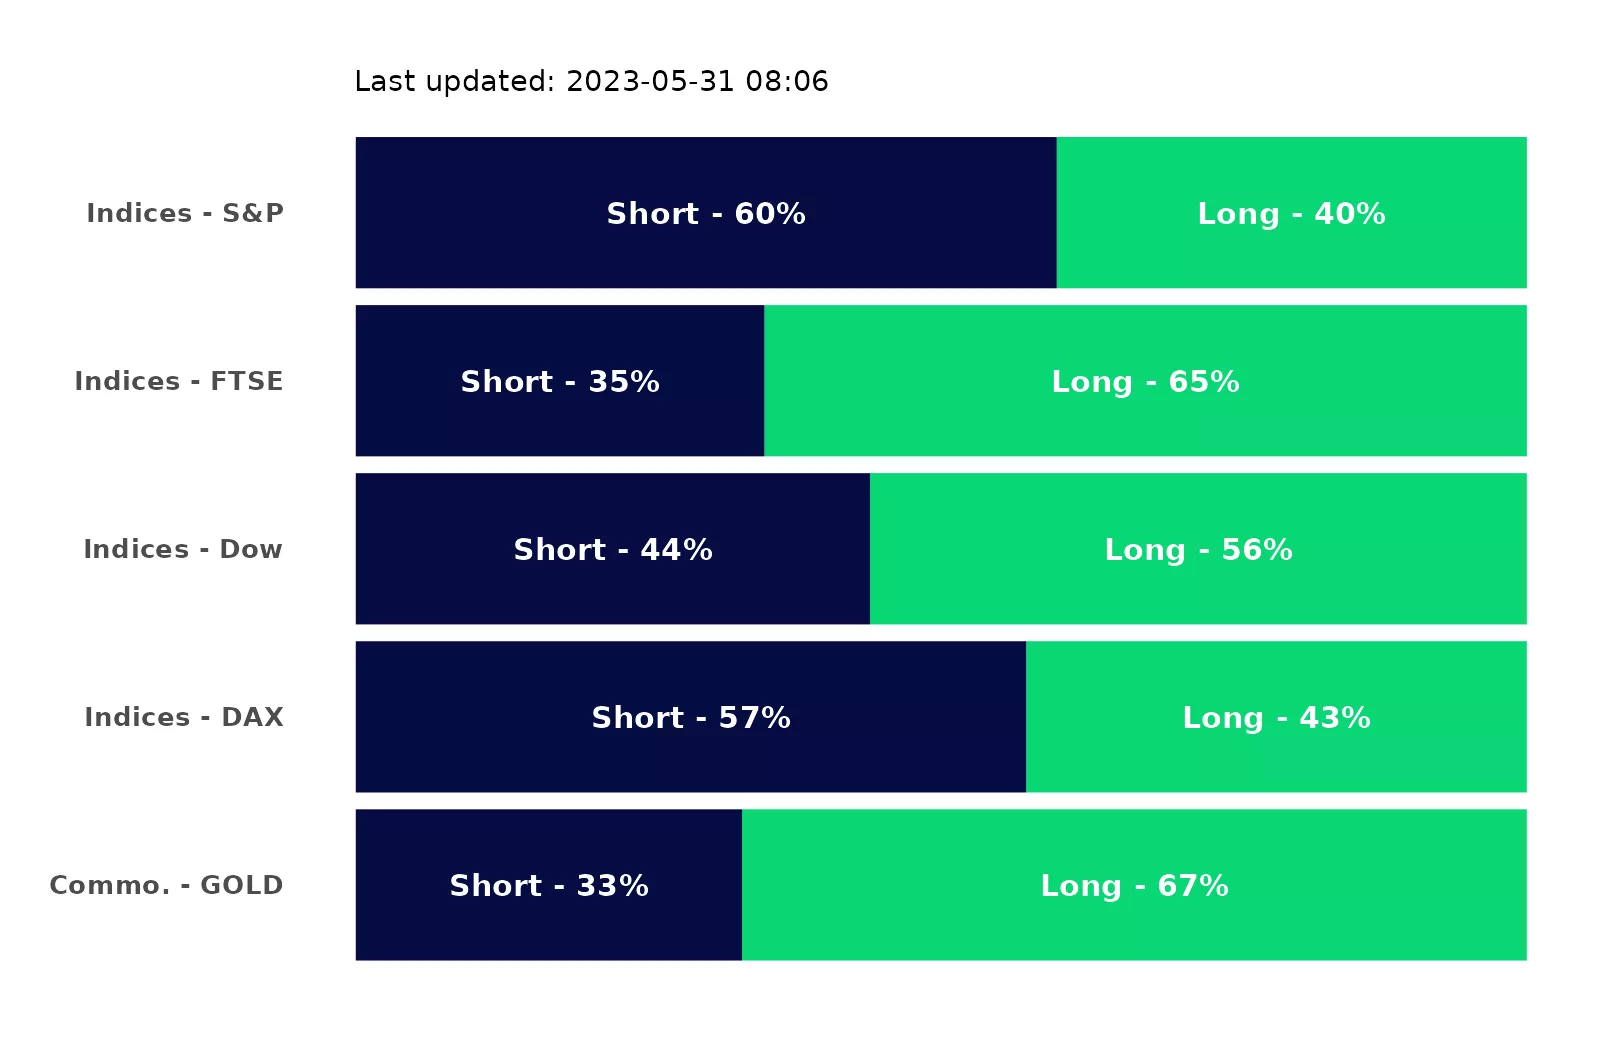 Last updated: 2023-05-31 08:06
Indices - S&P Short - 60% Long - 40%
Indices - FTSE Short - 35% Long - 65%
Indices - Dow Short - 44% Long - 56%
Indices - DAX Short - 57% Long - 43%
Commo. - GOLD Short - 33% Long - 67%